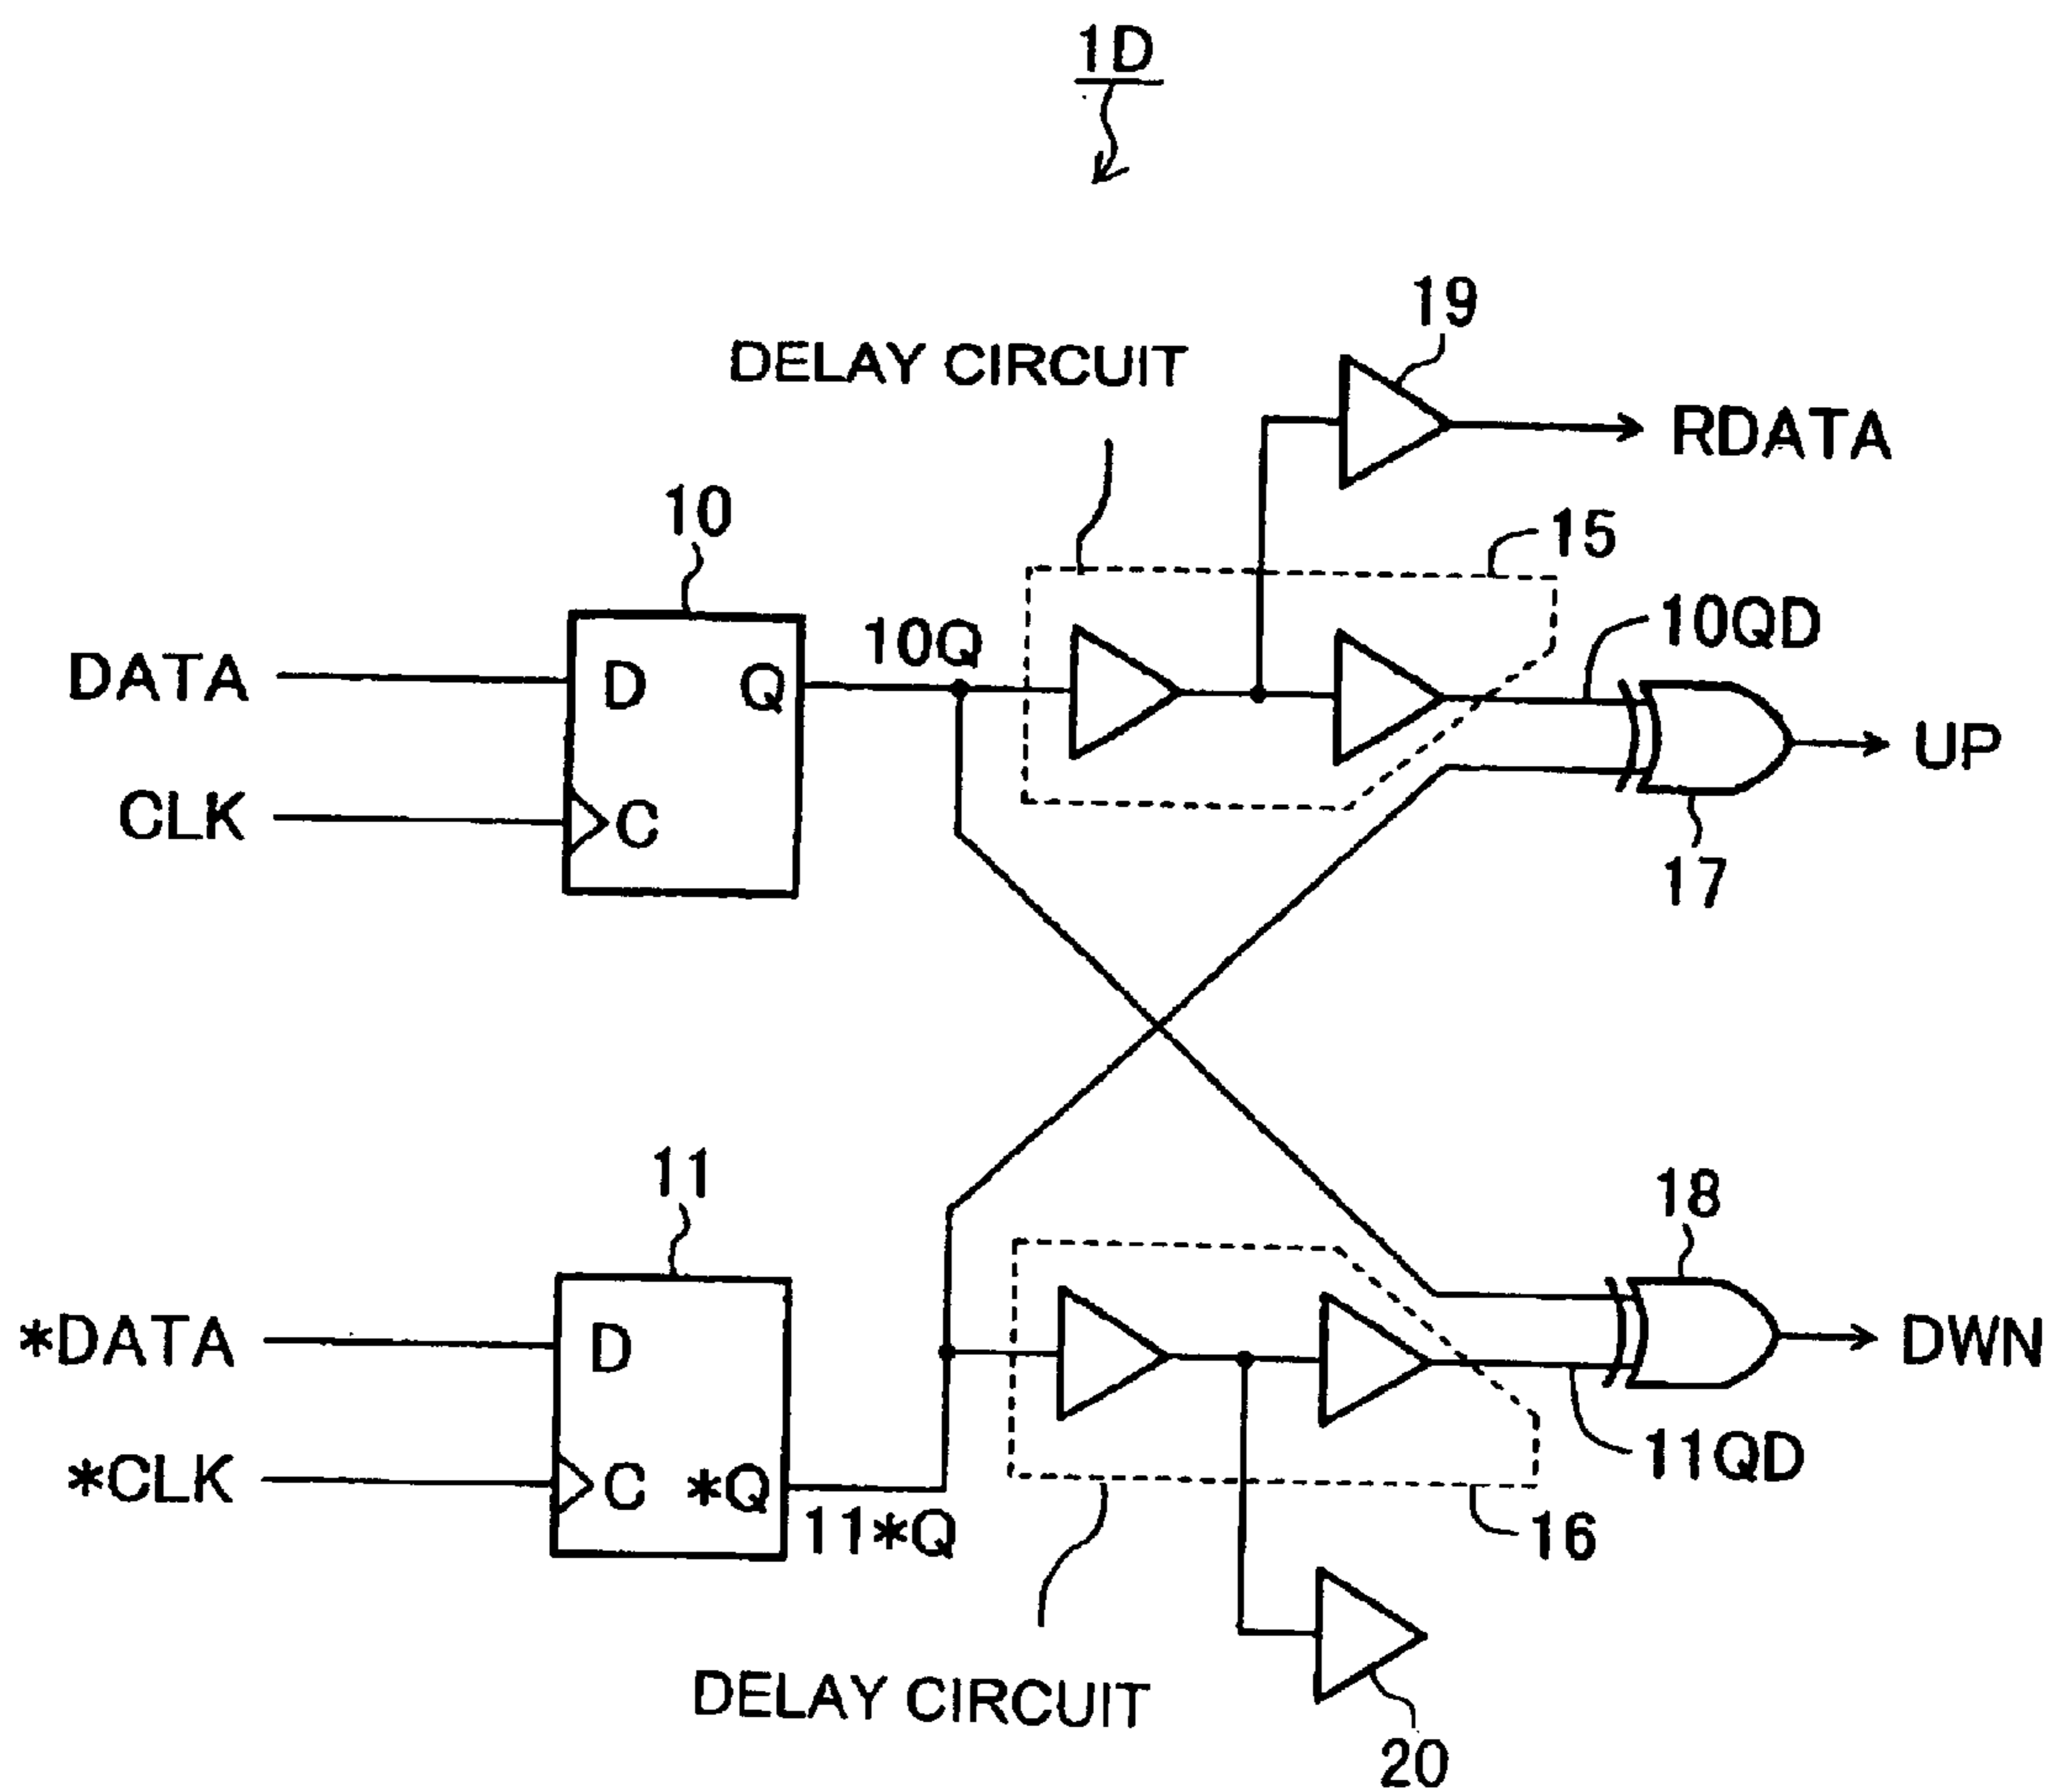 1D
19
DELAY CIRCUIT
RDATA
10
15
10Q
10QD
DATA
D
Q
UP
CLK
C
17
11
18
*DATA
D
DWN
*CLK
C
*Q
11QD
11*Q
16
DELAY CIRCUIT
20